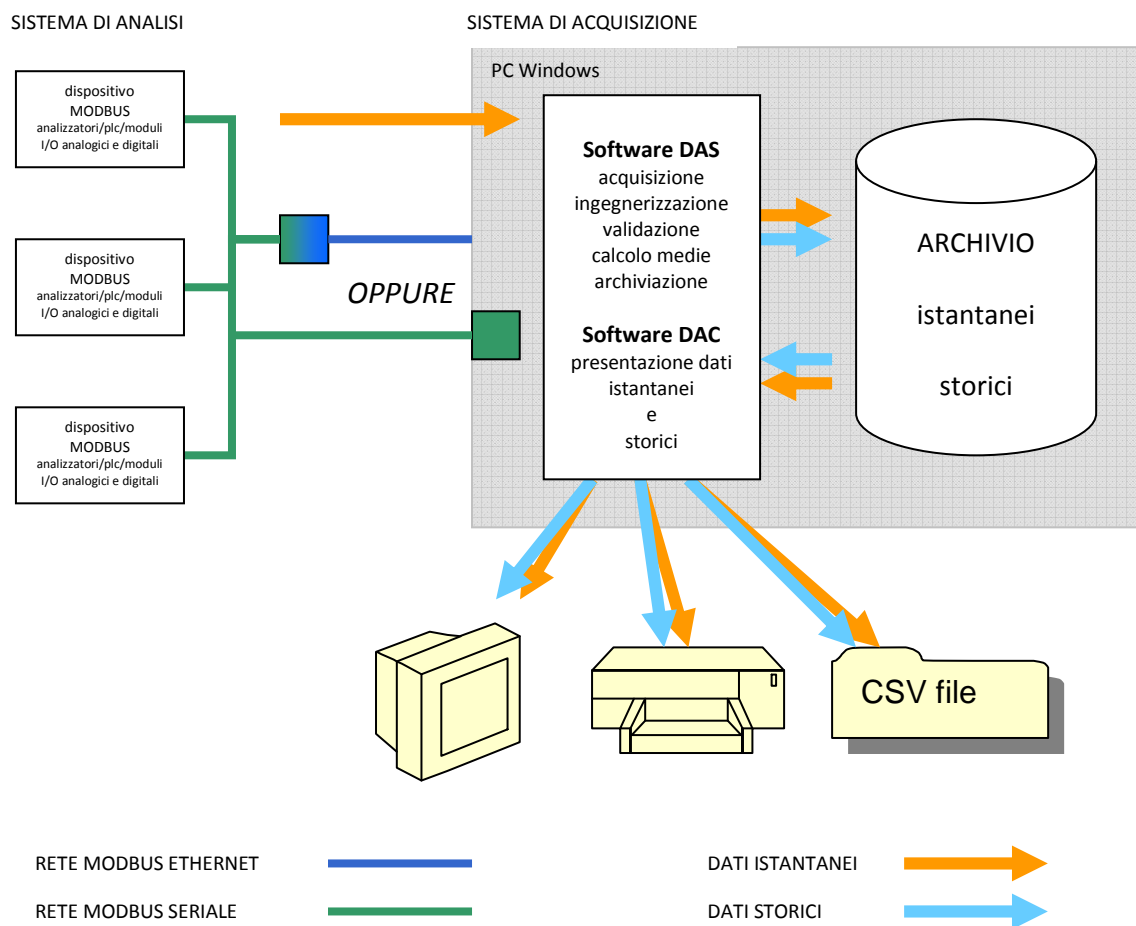 SISTEMA DI ANALISI
SISTEMA DI ACQUISIZIONE
PC Windows
dispositivo
MODBUS
analizzatori/plc/moduli
I/O analogici e digitali
dispositivo
MODBUS
analizzatori/plc/moduli
I/O analogici e digitali
dispositivo
MODBUS
analizzatori/plc/moduli
I/O analogici e digitali
OPPURE
Software DAS
acquisizione
ingegnerizzazione
validazione
calcolo medie
archiviazione
Software DAC
presentazione dati
istantanei
e
storici
ARCHIVIO
istantanei
storici
CSV file
RETE MODBUS ETHERNET
RETE MODBUS SERIALE
DATI ISTANTANEI
DATI STORICI